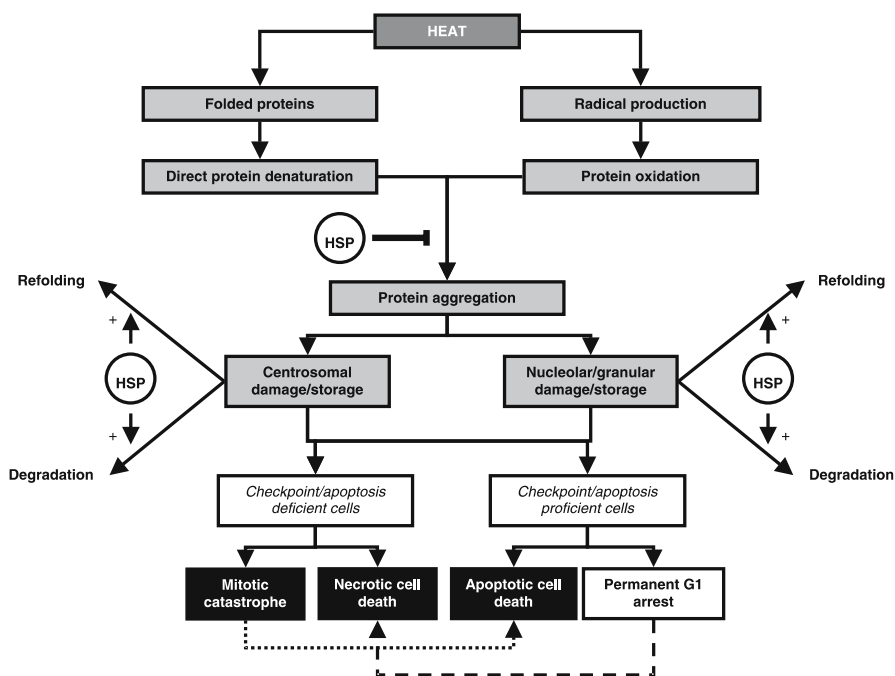 HEAT
Folded proteins
Radical production
Direct protein denaturation
Protein oxidation
HSP
Refolding
Protein aggregation
Refolding
+
+
HSP
Centrosomal
damage/storage
Nucleolar/granular
damage/storage
HSP
+
+
Degradation
Degradation
Checkpoint/apoptosis
deficient cells
Checkpoint/apoptosis
proficient cells
Mitotic
catastrophe
Necrotic cell
death
Apoptotic cell
death
Permanent G1
arrest